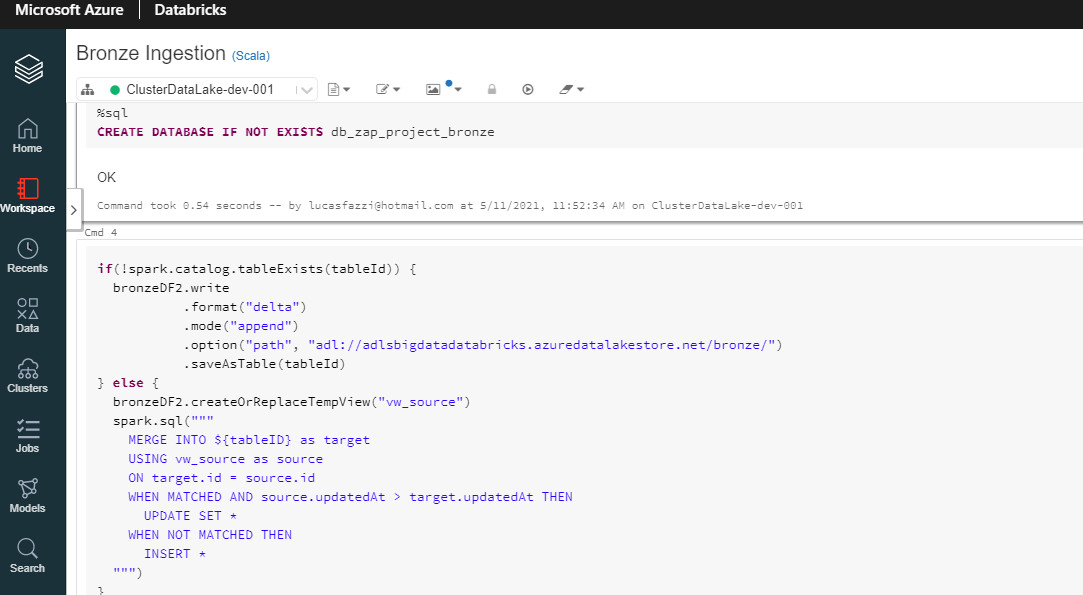 Microsoft Azure | Databricks
Bronze Ingestion (Scala)
ClusterDataLake-dev-001
Home
Workspace
Recents
Data
Clusters
Jobs
Models
Search
%sql
CREATE DATABASE IF NOT EXISTS db_zap_project_bronze
OK
Command took 0.54 seconds -- by lucasfazzi@hotmail.com at 5/11/2021, 11:52:34 AM on ClusterDataLake-dev-001
Cmd 4
if(!spark.catalog.tableExists(tableId)) {
  bronzeDF2.write
           .format("delta")
           .mode("append")
           .option("path", "adl://adlsbigdatadatabricks.azuredatalakestore.net/bronze/")
           .saveAsTable(tableId)
} else {
  bronzeDF2.createOrReplaceTempView("vw_source")
  spark.sql("""
    MERGE INTO ${tableID} as target
    USING vw_source as source
    ON target.id = source.id
    WHEN MATCHED AND source.updatedAt > target.updatedAt THEN
      UPDATE SET *
    WHEN NOT MATCHED THEN
      INSERT *
  """)
}